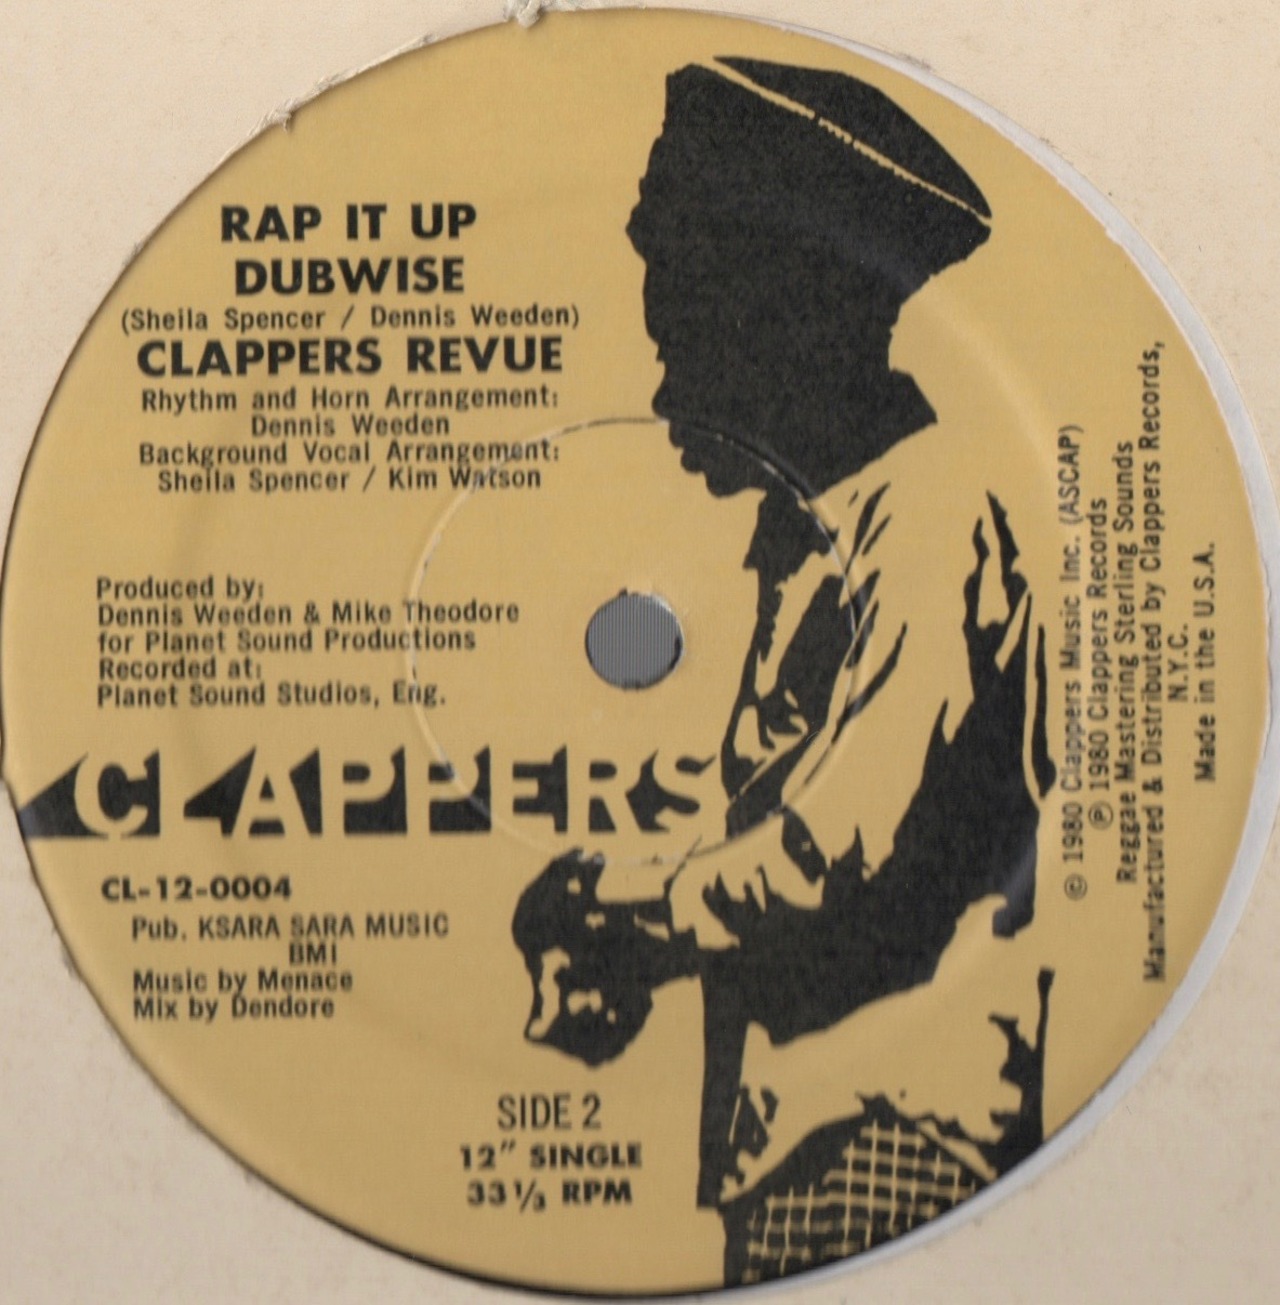 RAP IT UP
DUBWISE
(Sheila Spencer / Dennis Weeden)
CLAPPERS REVUE
Rhythm and Horn Arrangement:
Dennis Weeden
Background Vocal Arrangement:
Sheila Spencer / Kim Watson
Produced by:
Dennis Weeden & Mike Theodore
for Planet Sound Productions
Recorded at:
Planet Sound Studios, Eng.
CLAPPERS
CL-12-0004
Pub. KSARA SARA MUSIC
BMI
Music by Menace
Mix by Dendore
SIDE 2
12" SINGLE
33 1/3 RPM
© 1980 Clappers Music Inc. (ASCAP)
℗ 1980 Clappers Records
Reggae Mastering Sterling Sounds
Manufactured & Distributed by Clappers Records,
N.Y.C.
Made in the U.S.A.